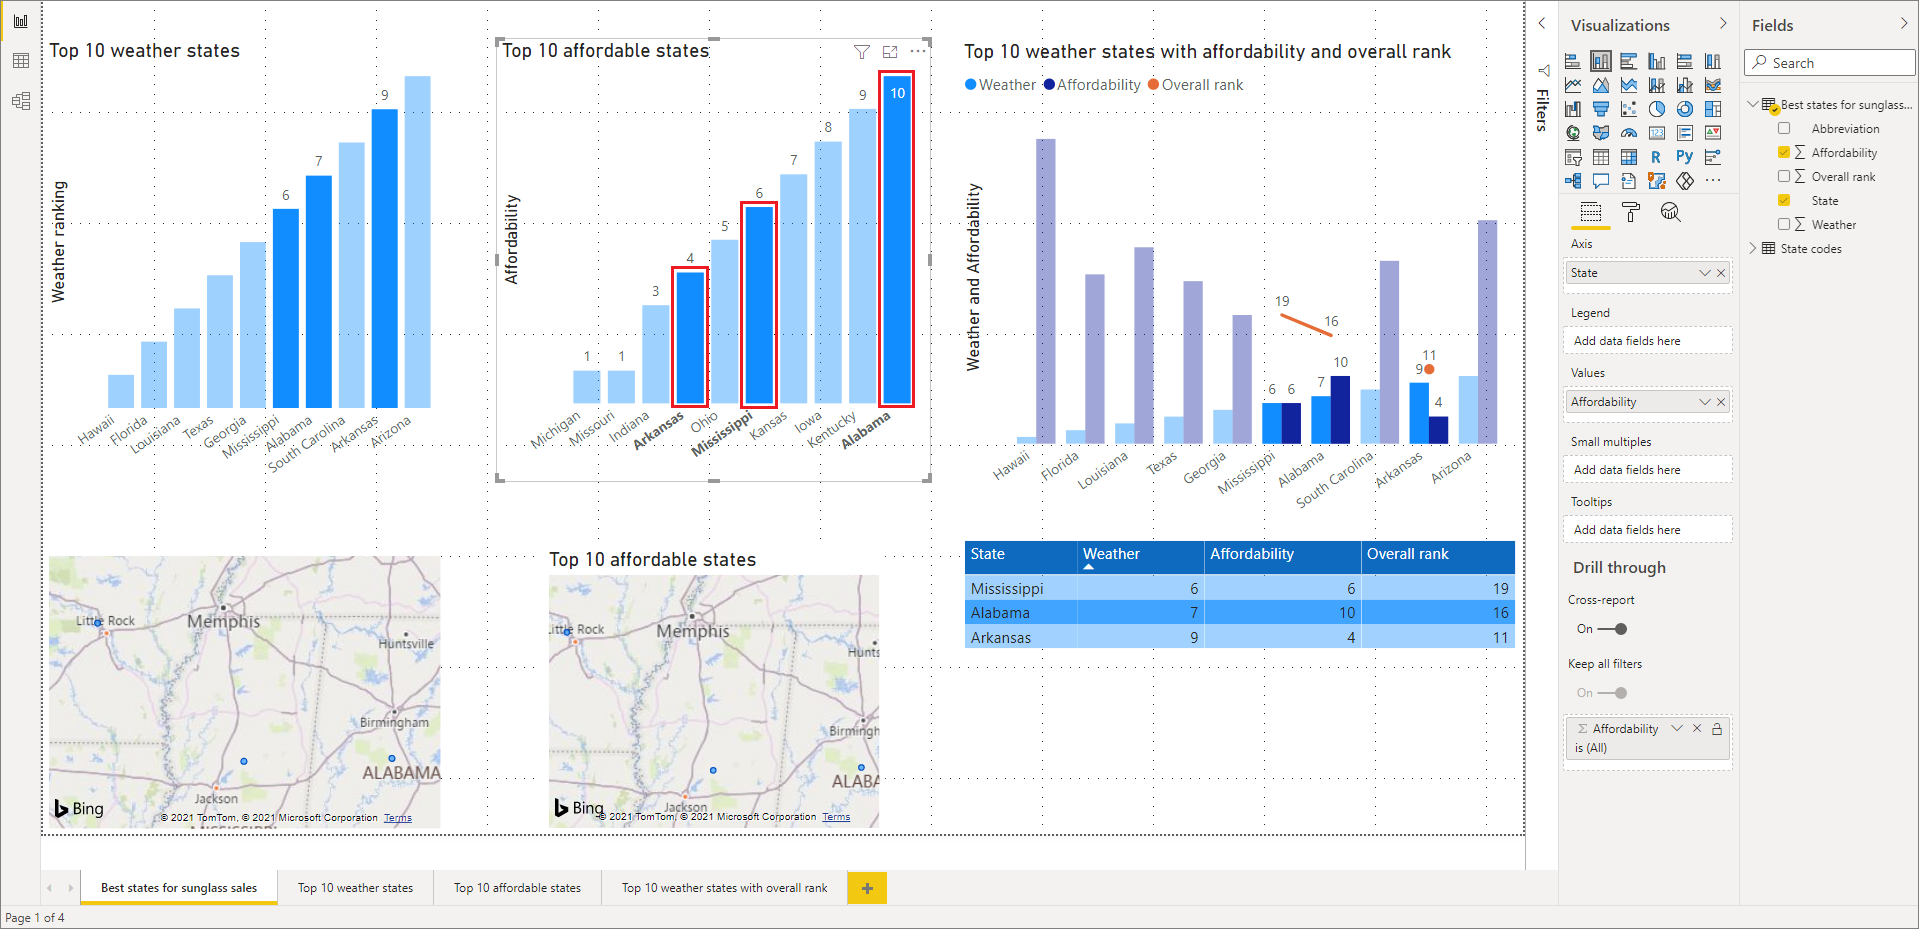 Top 10 weather states
Weather ranking
6
7
9
Hawaii
Florida
Louisiana
Texas
Georgia
Mississippi
Alabama
South Carolina
Arkansas
Arizona
Top 10 affordable states
Affordability
1
1
3
4
5
6
7
8
9
10
Michigan
Missouri
Indiana
Arkansas
Ohio
Mississippi
Kansas
Iowa
Kentucky
Alabama
Top 10 weather states with affordability and overall rank
Weather Affordability Overall rank
Weather and Affordability
19
16
11
6 6
7 10
9 4
Hawaii
Florida
Louisiana
Texas
Georgia
Mississippi
Alabama
South Carolina
Arkansas
Arizona
Little Rock
Memphis
Huntsville
Birmingham
ALABAMA
Jackson
Bing
© 2021 TomTom, © 2021 Microsoft Corporation Terms
Top 10 affordable states
Little Rock
Memphis
Hunts
Birming
ALABA
Jackson
Bing
© 2021 TomTom, © 2021 Microsoft Corporation Terms
State Weather Affordability Overall rank
Mississippi 6 6 19
Alabama 7 10 16
Arkansas 9 4 11
Best states for sunglass sales Top 10 weather states Top 10 affordable states Top 10 weather states with overall rank +
Page 1 of 4
Filters
Visualizations
123
R Py
Axis
State
Legend
Add data fields here
Values
Affordability
Small multiples
Add data fields here
Tooltips
Add data fields here
Drill through
Cross-report
On
Keep all filters
On
Σ Affordability
is (All)
Fields
Search
Best states for sunglass...
Abbreviation
Σ Affordability
Σ Overall rank
State
Σ Weather
State codes